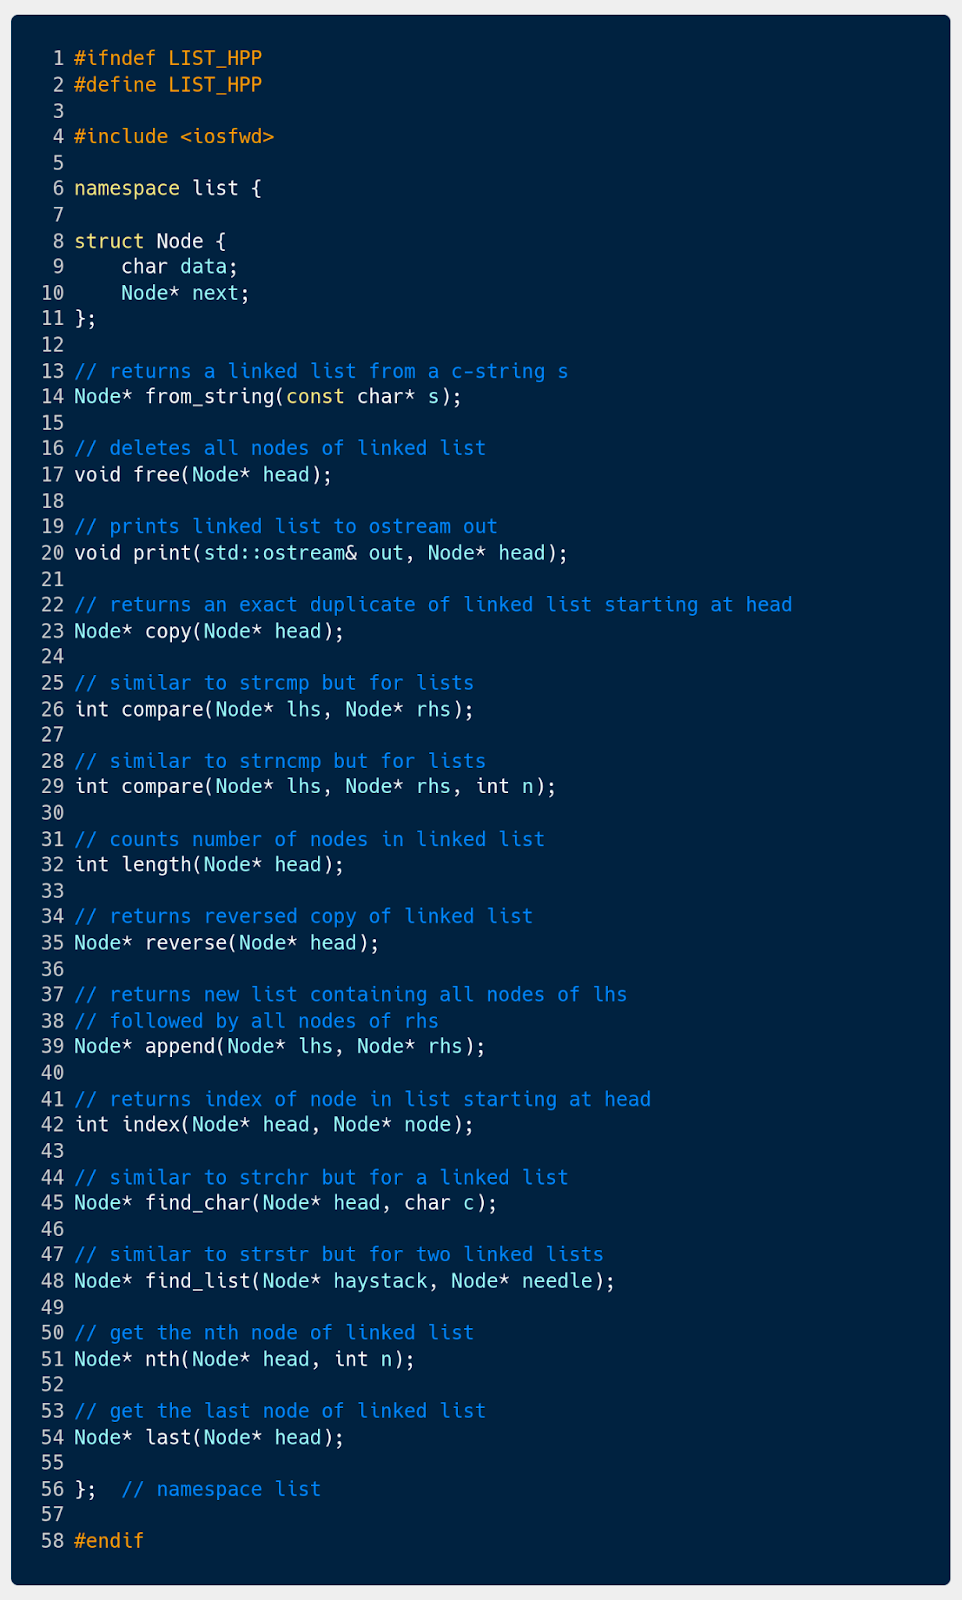 1 #ifndef LIST_HPP
2 #define LIST_HPP
3
4 #include <iosfwd>
5
6 namespace list {
7
8 struct Node {
9     char data;
10     Node* next;
11 };
12
13 // returns a linked list from a c-string s
14 Node* from_string(const char* s);
15
16 // deletes all nodes of linked list
17 void free(Node* head);
18
19 // prints linked list to ostream out
20 void print(std::ostream& out, Node* head);
21
22 // returns an exact duplicate of linked list starting at head
23 Node* copy(Node* head);
24
25 // similar to strcmp but for lists
26 int compare(Node* lhs, Node* rhs);
27
28 // similar to strncmp but for lists
29 int compare(Node* lhs, Node* rhs, int n);
30
31 // counts number of nodes in linked list
32 int length(Node* head);
33
34 // returns reversed copy of linked list
35 Node* reverse(Node* head);
36
37 // returns new list containing all nodes of lhs
38 // followed by all nodes of rhs
39 Node* append(Node* lhs, Node* rhs);
40
41 // returns index of node in list starting at head
42 int index(Node* head, Node* node);
43
44 // similar to strchr but for a linked list
45 Node* find_char(Node* head, char c);
46
47 // similar to strstr but for two linked lists
48 Node* find_list(Node* haystack, Node* needle);
49
50 // get the nth node of linked list
51 Node* nth(Node* head, int n);
52
53 // get the last node of linked list
54 Node* last(Node* head);
55
56 };  // namespace list
57
58 #endif